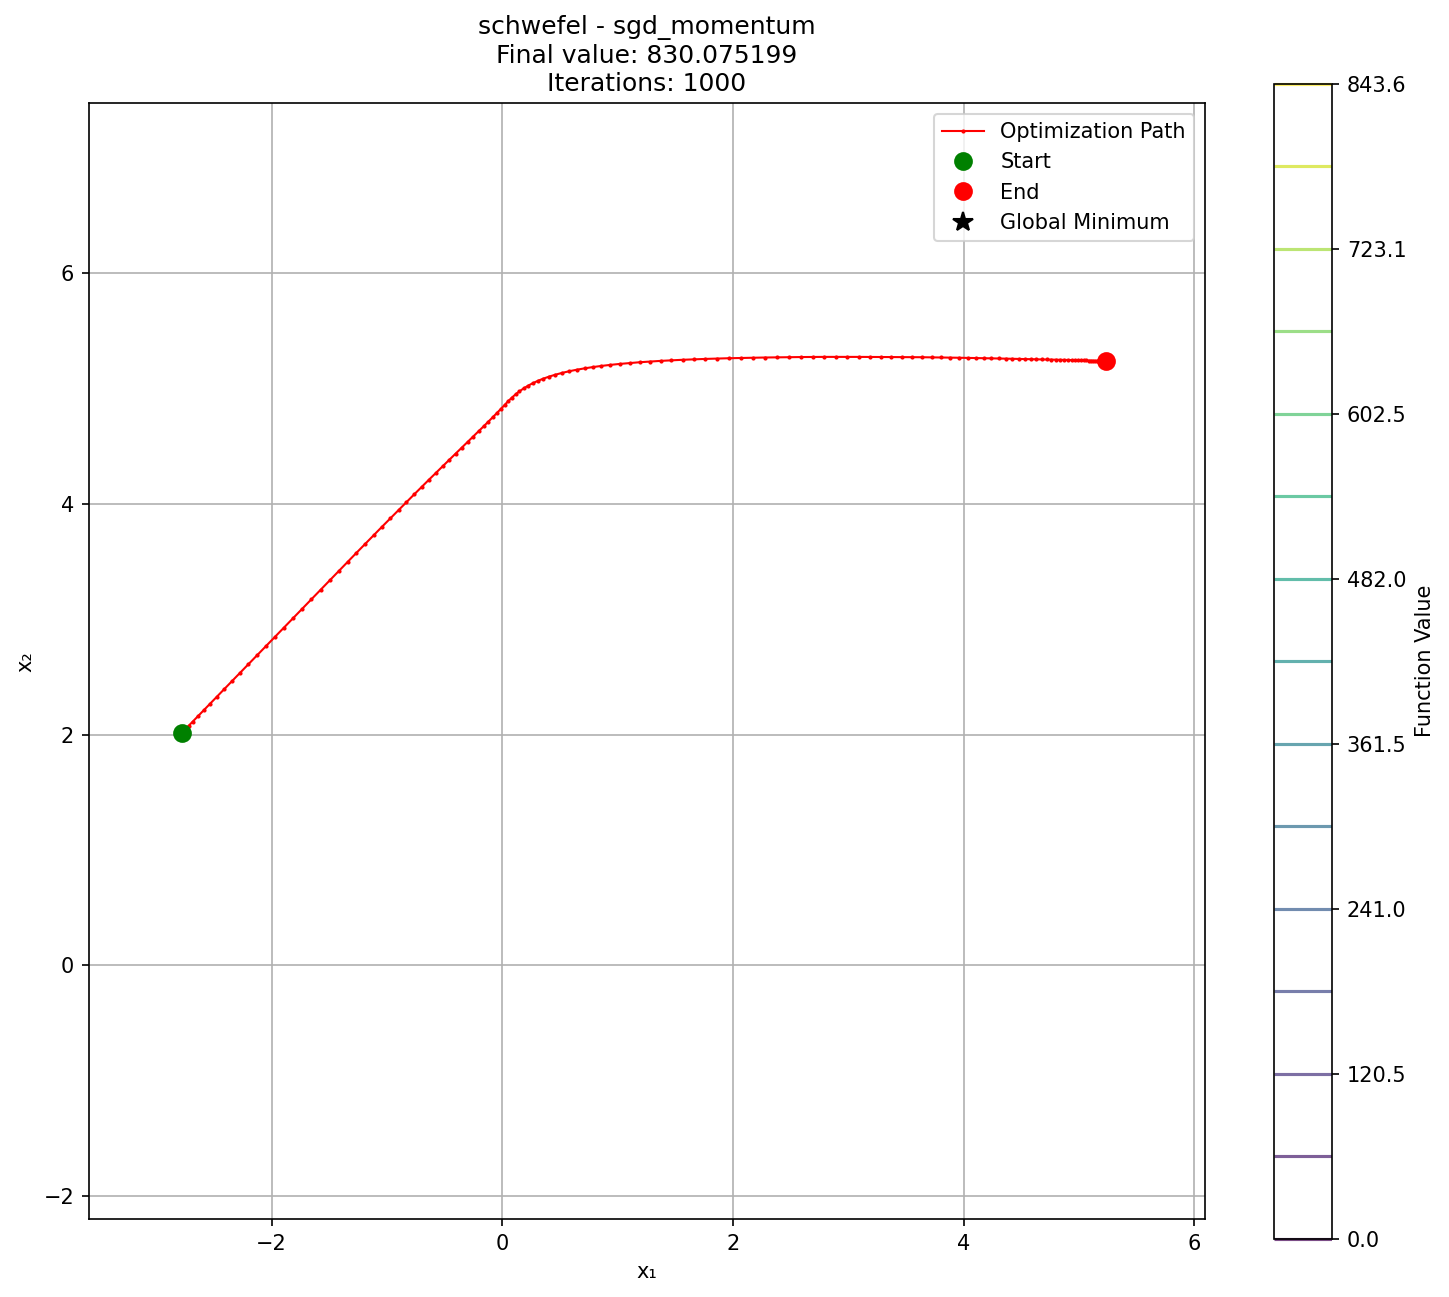 schwefel - sgd_momentum
Final value: 830.075199
Iterations: 1000
Optimization Path
Start
End
Global Minimum
6
4
2
0
−2
x₂
−2
0
2
4
6
x₁
843.6
723.1
602.5
482.0
361.5
241.0
120.5
0.0
Function Value